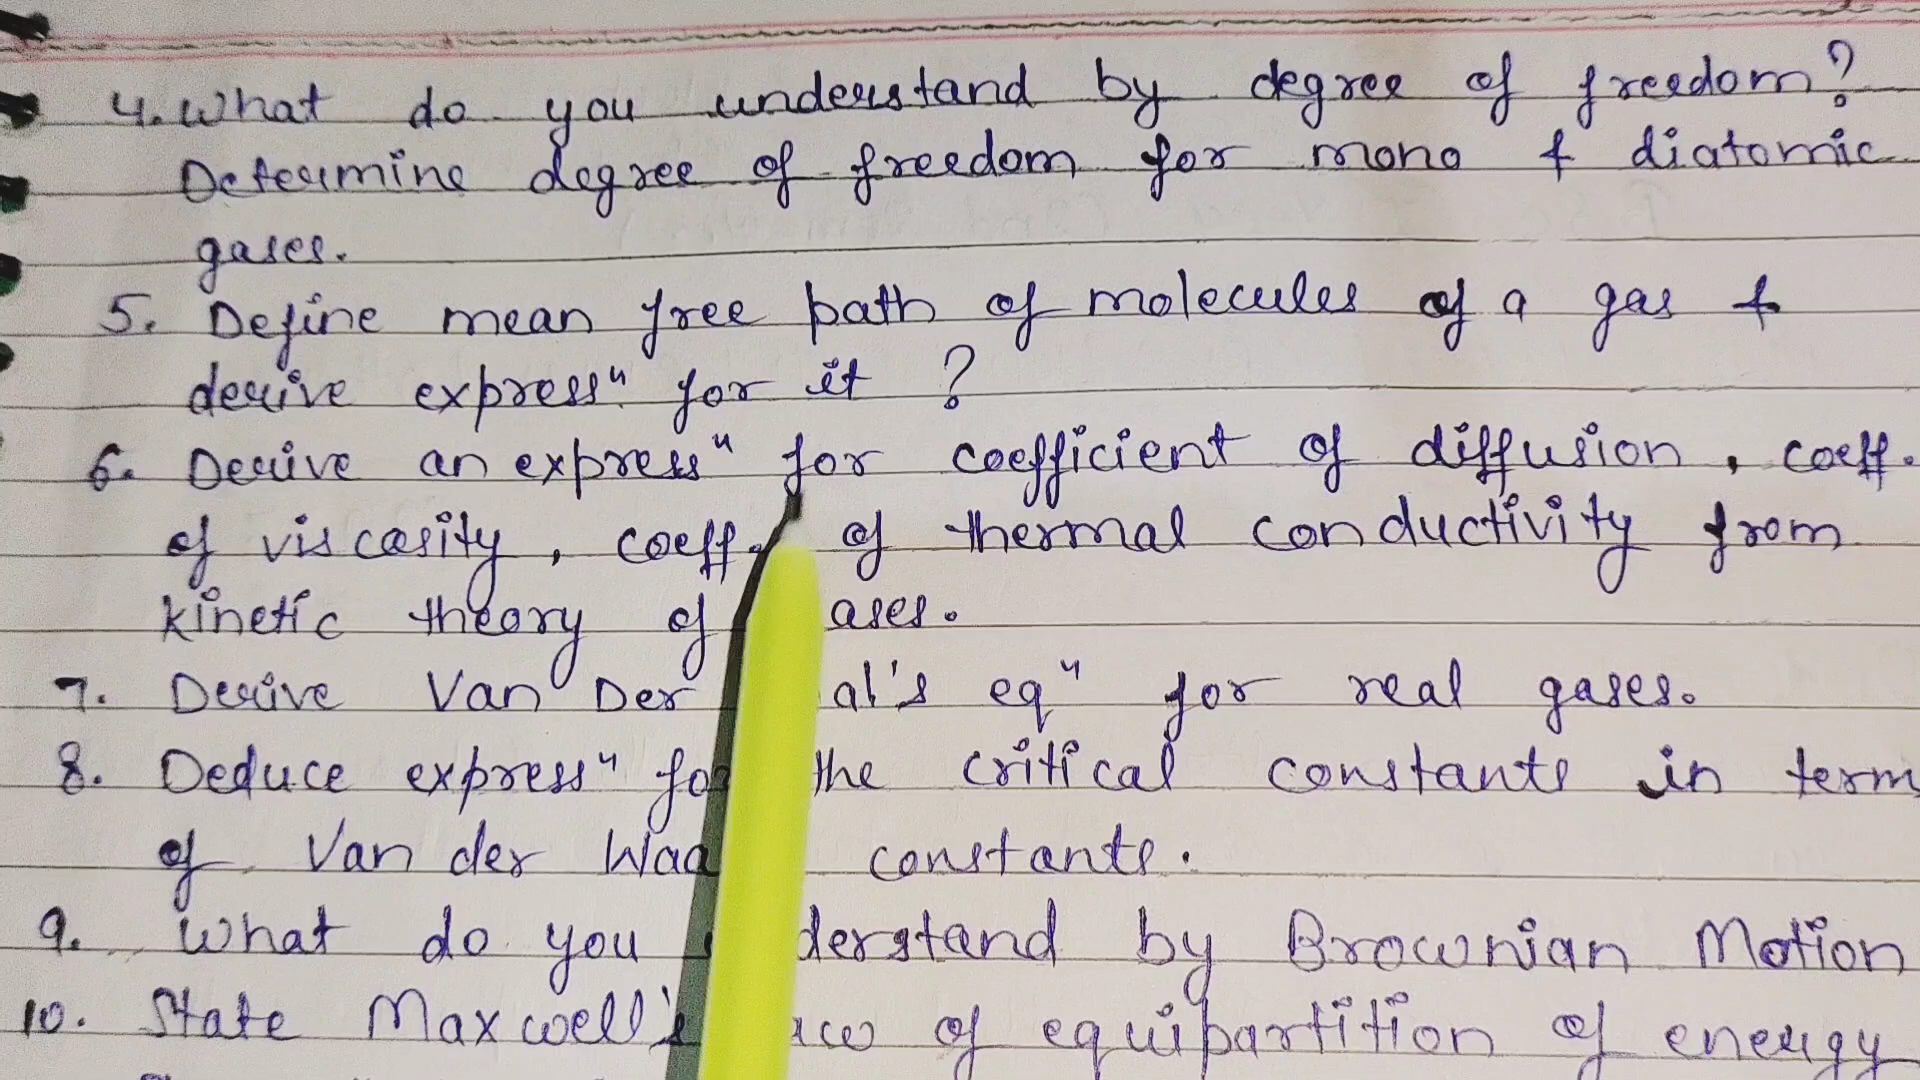 4. What do you understand by degree of freedom?
Determine degree of freedom for mono & diatomic
gases.
5. Define mean free path of molecules of a gas &
derive expressⁿ for it ?
6. Derive an expressⁿ for coefficient of diffusion, coeff.
of viscosity, coeff. of thermal conductivity from
kinetic theory of ases.
7. Derive Van Der al's eqⁿ for real gases.
8. Deduce expressⁿ for the critical constants in term
of Van der Waa constants.
9. What do you derstand by Brownian Motion
10. State Maxwell's aw of equipartition of energy